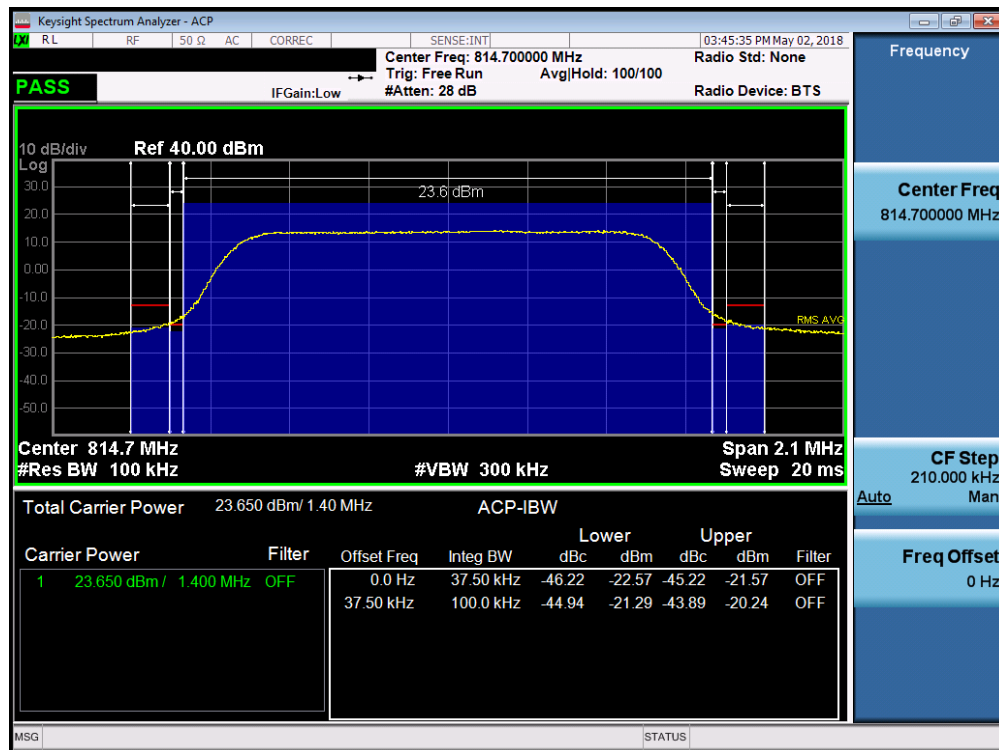 Keysight Spectrum Analyzer - ACP
LXI RL RF 50 Ω AC CORREC SENSE:INT 03:45:35 PM May 02, 2018
Center Freq: 814.700000 MHz Radio Std: None
Trig: Free Run Avg|Hold: 100/100
PASS IFGain:Low #Atten: 28 dB Radio Device: BTS
10 dB/div Ref 40.00 dBm
Log
30.0
23.6 dBm
20.0
10.0
0.00
-10.0
-20.0
RMS AVG
-30.0
-40.0
-50.0
Center 814.7 MHz Span 2.1 MHz
#Res BW 100 kHz #VBW 300 kHz Sweep 20 ms
Total Carrier Power 23.650 dBm/ 1.40 MHz ACP-IBW
Lower Upper
Carrier Power Filter Offset Freq Integ BW dBc dBm dBc dBm Filter
1 23.650 dBm / 1.400 MHz OFF 0.0 Hz 37.50 kHz -46.22 -22.57 -45.22 -21.57 OFF
37.50 kHz 100.0 kHz -44.94 -21.29 -43.89 -20.24 OFF
MSG STATUS
Frequency
Center Freq
814.700000 MHz
CF Step
210.000 kHz
Auto Man
Freq Offset
0 Hz